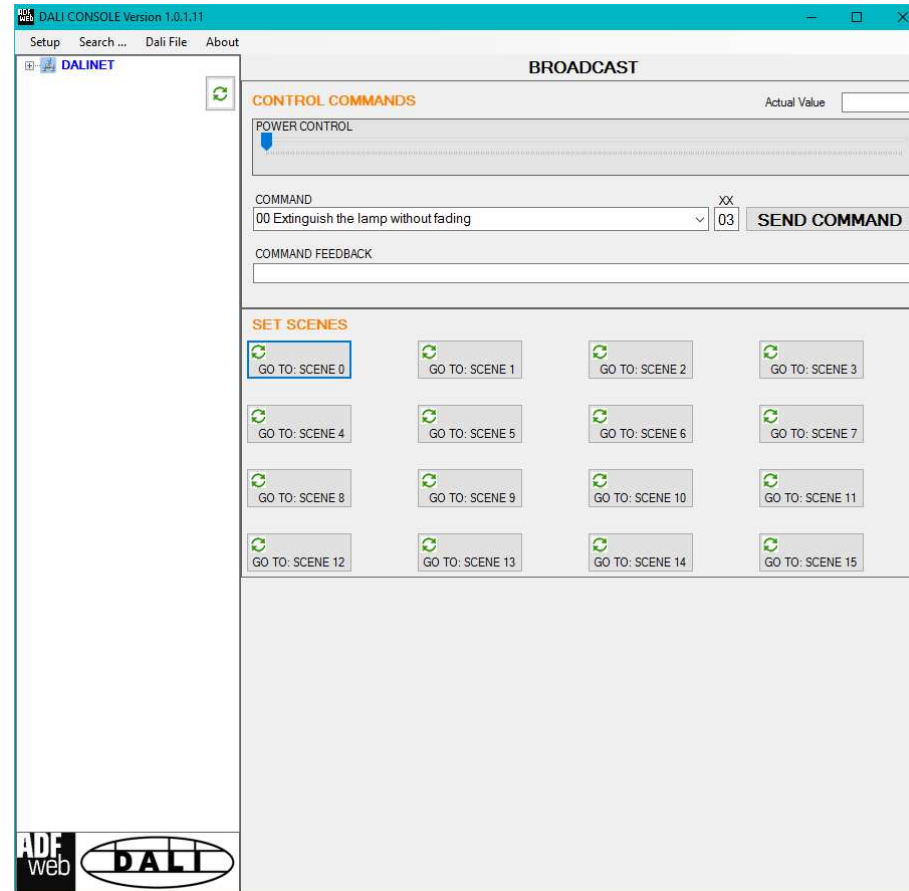 ADF web DALI CONSOLE Version 1.0.1.11
Setup Search ... Dali File About
DALINET
BROADCAST
CONTROL COMMANDS
Actual Value
POWER CONTROL
COMMAND
XX
00 Extinguish the lamp without fading
03
SEND COMMAND
COMMAND FEEDBACK
SET SCENES
GO TO: SCENE 0 GO TO: SCENE 1 GO TO: SCENE 2 GO TO: SCENE 3
GO TO: SCENE 4 GO TO: SCENE 5 GO TO: SCENE 6 GO TO: SCENE 7
GO TO: SCENE 8 GO TO: SCENE 9 GO TO: SCENE 10 GO TO: SCENE 11
GO TO: SCENE 12 GO TO: SCENE 13 GO TO: SCENE 14 GO TO: SCENE 15
ADF
web
DALI